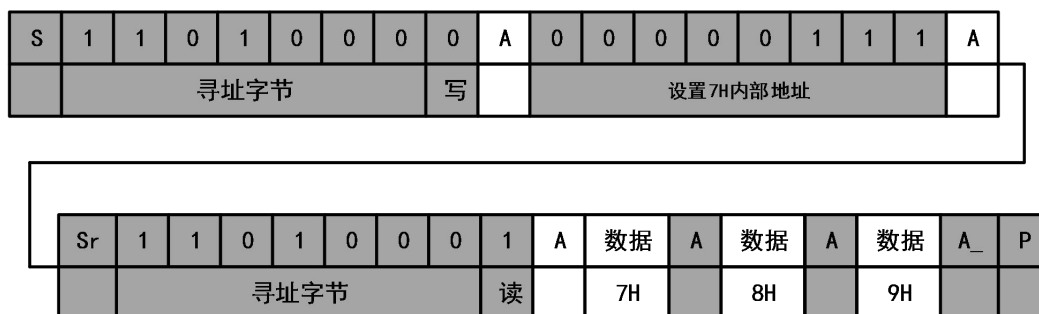 S 1 1 0 1 0 0 0 0 A 0 0 0 0 0 1 1 1 A
寻址字节 写 设置7H内部地址
Sr 1 1 0 1 0 0 0 1 A 数据 A 数据 A 数据 A_ P
寻址字节 读 7H 8H 9H